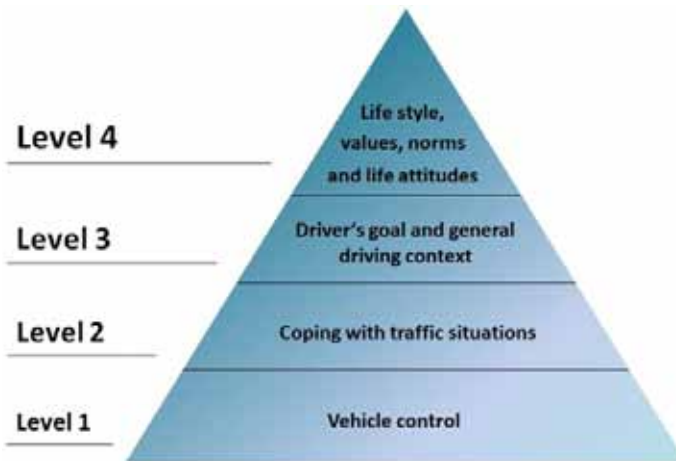 Level 4
Life style,
values, norms
and life attitudes
Level 3
Driver's goal and general
driving context
Level 2
Coping with traffic situations
Level 1
Vehicle control